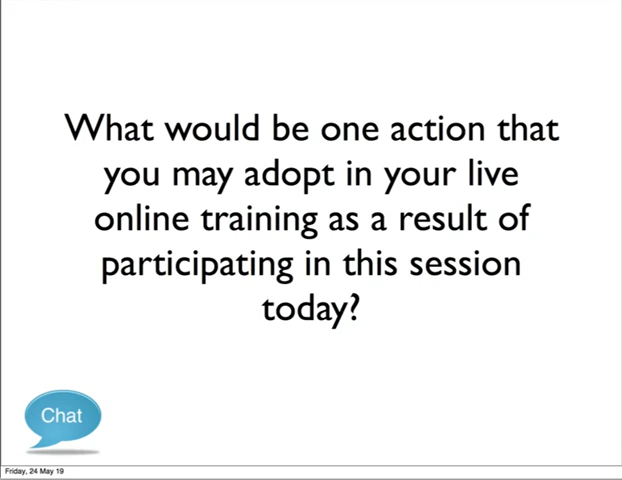 What would be one action that
you may adopt in your live
online training as a result of
participating in this session
today?
Chat
Friday, 24 May 19